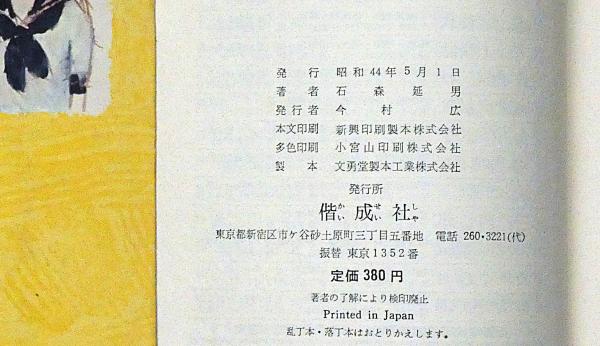 発行 昭和44年5月1日
著者 石森延男
発行者 今村広
本文印刷 新興印刷製本株式会社
多色印刷 小宮山印刷株式会社
製本 文勇堂製本工業株式会社
発行所
偕かい成せい社しゃ
東京都新宿区市ケ谷砂土原町三丁目五番地 電話 260・3221(代)
振替 東京1352番
定価 380 円
著者の了解により検印廃止
Printed in Japan
乱丁本・落丁本はおとりかえします。